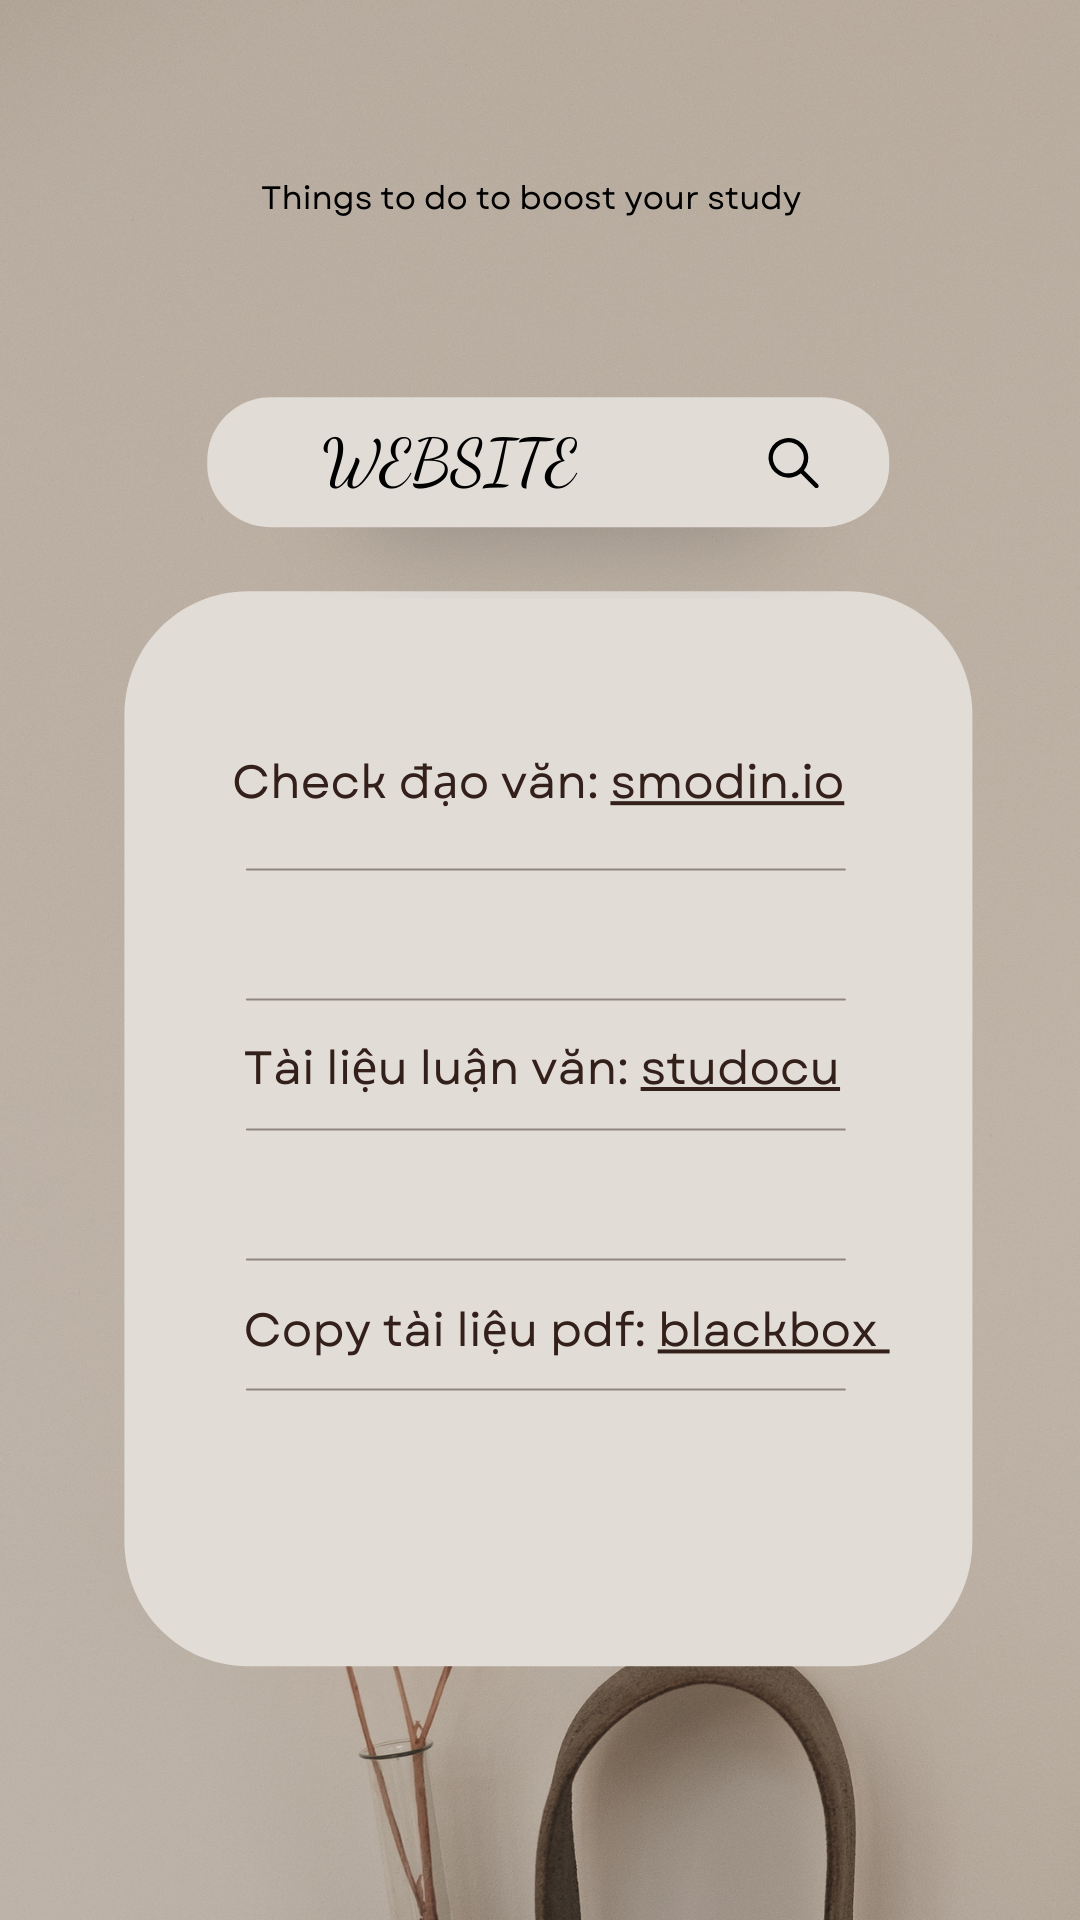 Things to do to boost your study
WEBSITE
Check đạo văn: smodin.io
Tài liệu luận văn: studocu
Copy tài liệu pdf: blackbox